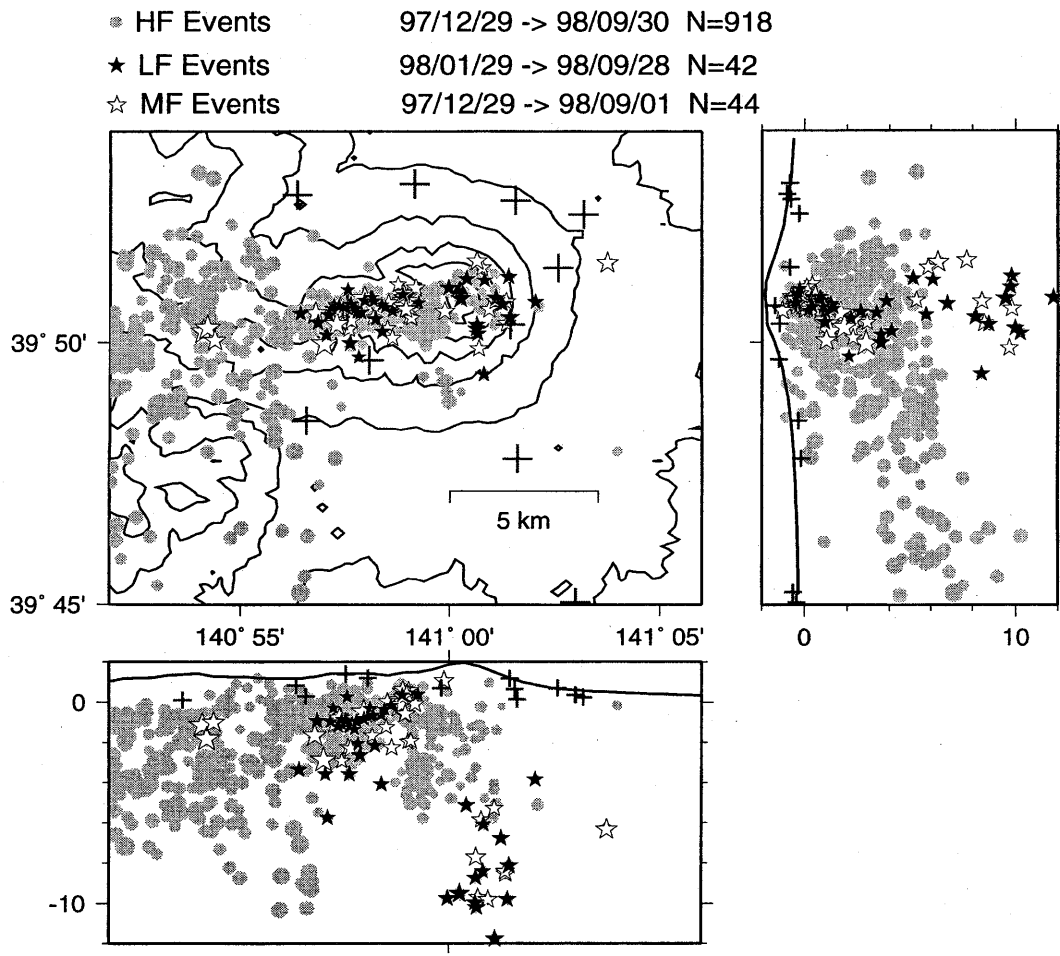 HF Events 97/12/29 -> 98/09/30 N=918
LF Events 98/01/29 -> 98/09/28 N=42
MF Events 97/12/29 -> 98/09/01 N=44
39° 50'
5 km
39° 45'
140° 55' 141° 00' 141° 05'
0 10
0
-10